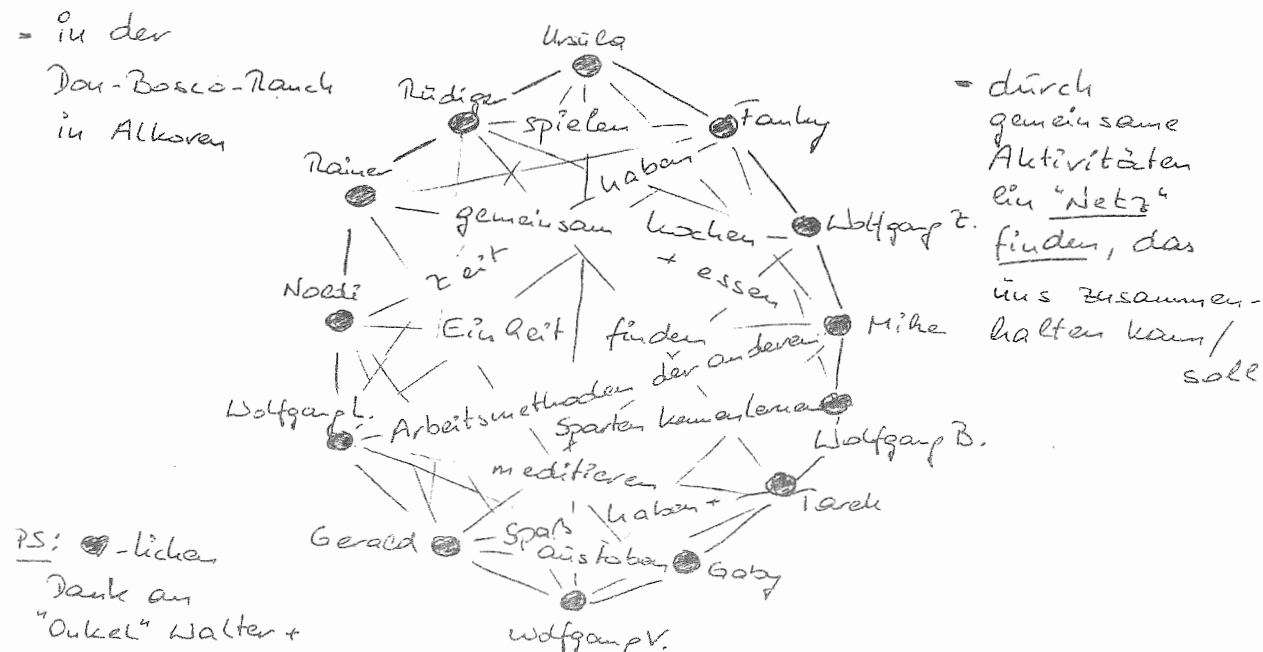 - in der
Don-Bosco-Ranch
in Alkoven
Ursula
Rüdiger
Fanky
Rainer
Wolfgang Z.
Noldi
Mike
Wolfgang L.
Wolfgang B.
Tarek
Gerald
Gaby
Wolfgang V.
spielen
haben
gemeinsam kochen
+ essen
Zeit
Einheit finden
Arbeitsmethoden der anderen
Sparten kennenlernen
meditieren
Spaß haben +
austoben
- durch
gemeinsame
Aktivitäten
ein "Netz"
finden, das
uns zusammen-
halten kann/
soll
PS: -lichen
Dank an
"Onkel" Walter +